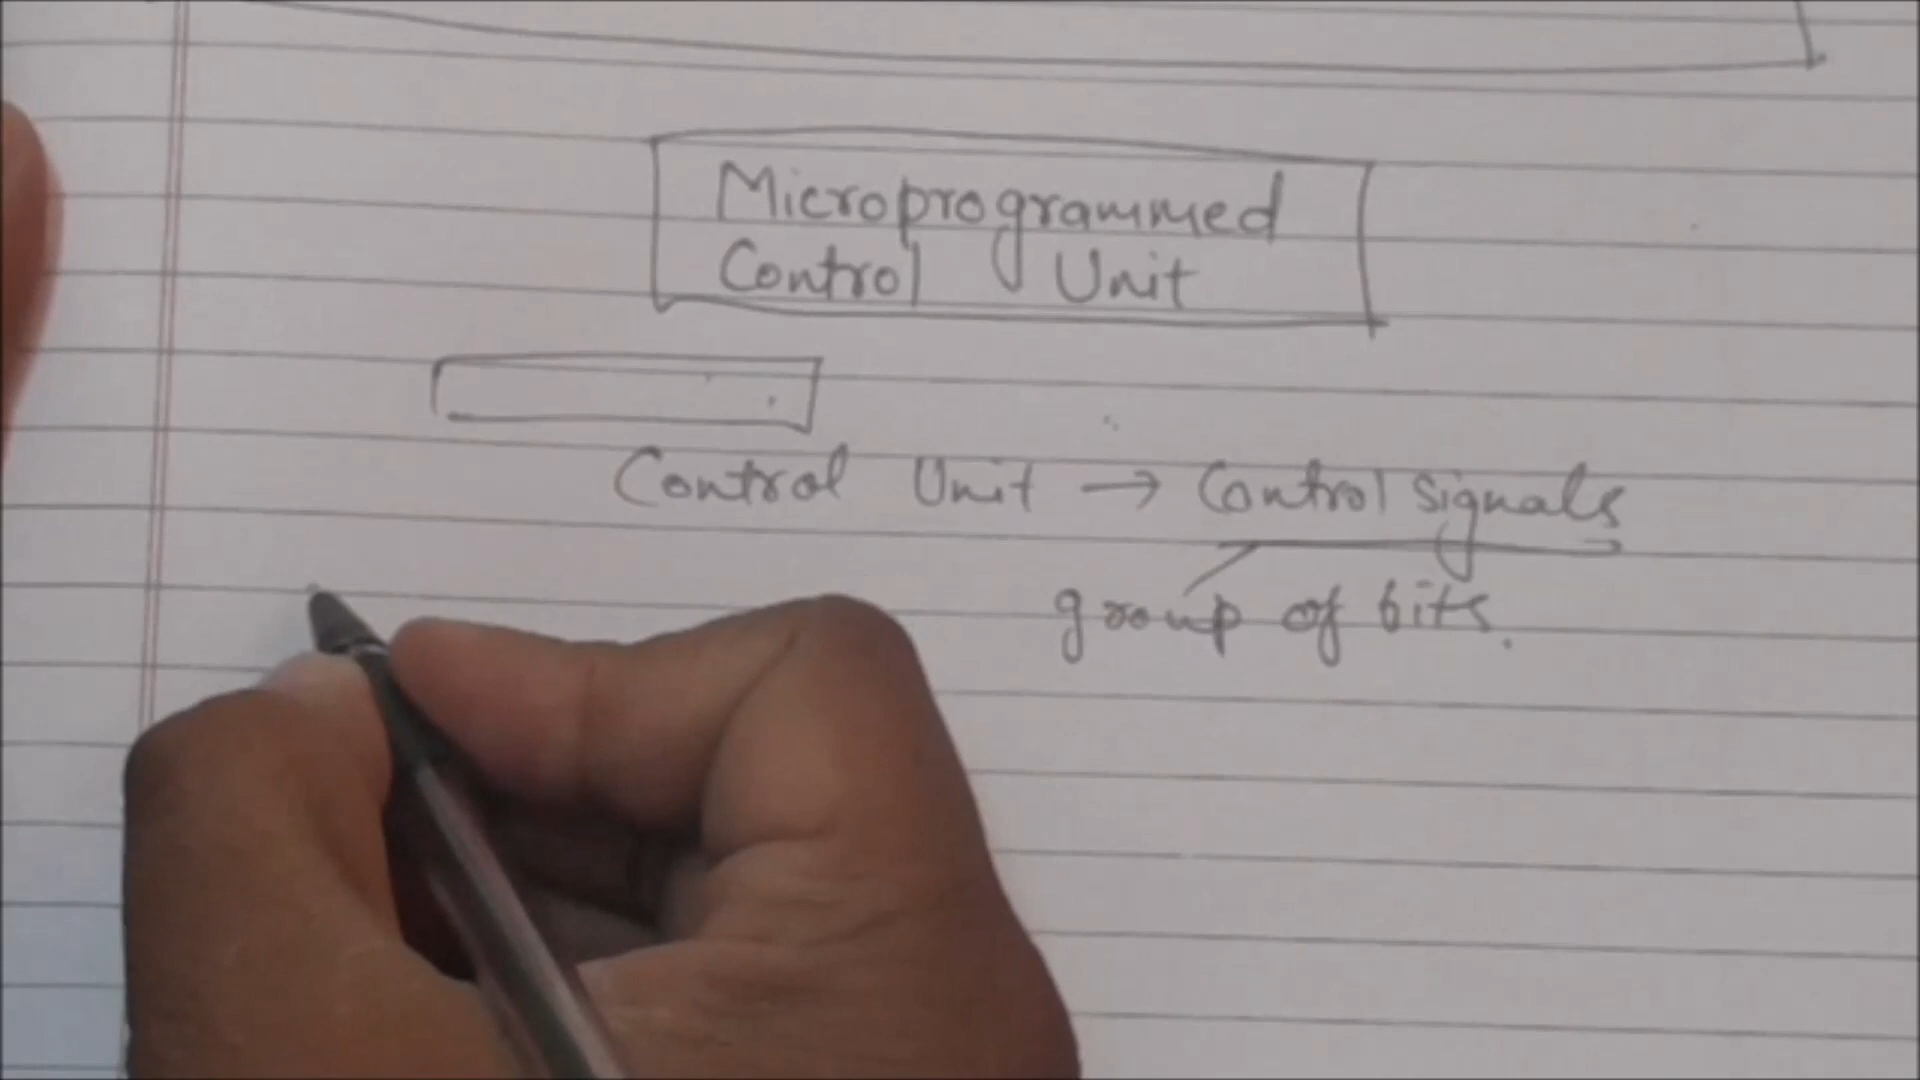 Microprogrammed
Control Unit
Control Unit → Control signals
group of bits.